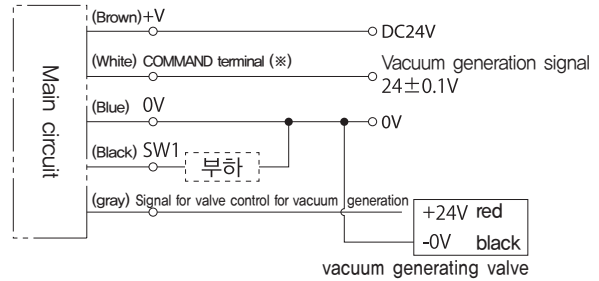 (Brown)+V
DC24V
(White) COMMAND terminal (※)
Vacuum generation signal
24±0.1V
Main circuit
(Blue) 0V
0V
(Black) SW1
부하
(gray) Signal for valve control for vacuum generation
+24V red
-0V black
vacuum generating valve